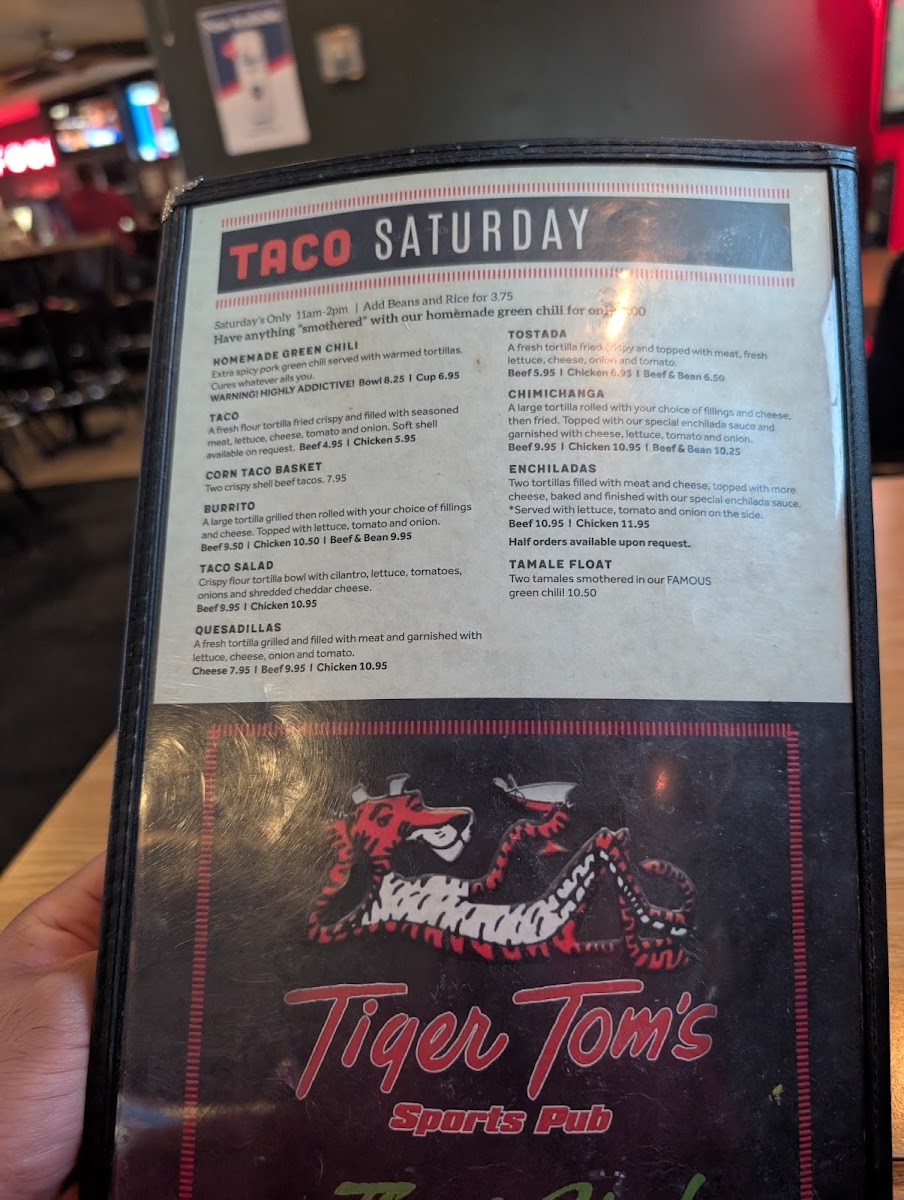 TACO SATURDAY
Saturday's Only 11am-2pm | Add Beans and Rice for 3.75
Have anything "smothered" with our homemade green chili for only
HOMEMADE GREEN CHILI
Extra spicy pork green chili served with warmed tortillas.
Cures whatever ails you.
WARNING! HIGHLY ADDICTIVE! Bowl 8.25 | Cup 6.95
TACO
A fresh flour tortilla fried crispy and filled with seasoned
meat, lettuce, cheese, tomato and onion. Soft shell
available on request. Beef 4.95 | Chicken 5.95
CORN TACO BASKET
Two crispy shell beef tacos. 7.95
BURRITO
A large tortilla grilled then rolled with your choice of fillings
and cheese. Topped with lettuce, tomato and onion.
Beef 9.50 | Chicken 10.50 | Beef & Bean 9.95
TACO SALAD
Crispy flour tortilla bowl with cilantro, lettuce, tomatoes,
onions and shredded cheddar cheese.
Beef 9.95 | Chicken 10.95
QUESADILLAS
A fresh tortilla grilled and filled with meat and garnished with
lettuce, cheese, onion and tomato.
Cheese 7.95 | Beef 9.95 | Chicken 10.95
TOSTADA
A fresh tortilla fried crispy and topped with meat, fresh
lettuce, cheese, onion and tomato.
Beef 5.95 | Chicken 6.95 | Beef & Bean 6.50
CHIMICHANGA
A large tortilla rolled with your choice of fillings and cheese,
then fried. Topped with our special enchilada sauce and
garnished with cheese, lettuce, tomato and onion.
Beef 9.95 | Chicken 10.95 | Beef & Bean 10.25
ENCHILADAS
Two tortillas filled with meat and cheese, topped with more
cheese, baked and finished with our special enchilada sauce.
*Served with lettuce, tomato and onion on the side.
Beef 10.95 | Chicken 11.95
Half orders available upon request.
TAMALE FLOAT
Two tamales smothered in our FAMOUS
green chili! 10.50
Tiger Tom's
Sports Pub